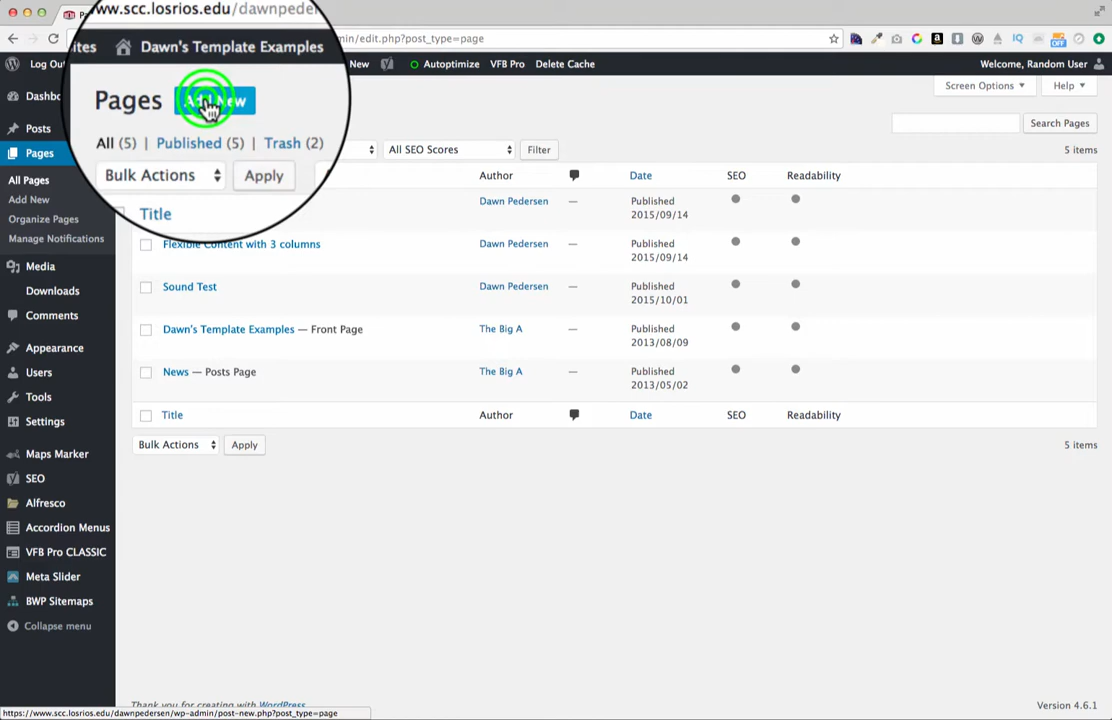 www.scc.losrios.edu/dawnpeder
min/edit.php?post_type=page
ites Dawn's Template Examples New Autoptimize VFB Pro Delete Cache Welcome, Random User
Log Out
Pages Add New
Screen Options Help
Search Pages
All (5) | Published (5) | Trash (2)
Bulk Actions Apply All SEO Scores Filter 5 items
Title Author Date SEO Readability
Dawn Pedersen — Published
2015/09/14
Flexible Content with 3 columns Dawn Pedersen — Published
2015/09/14
Sound Test Dawn Pedersen — Published
2015/10/01
Dawn's Template Examples — Front Page The Big A — Published
2013/08/09
News — Posts Page The Big A — Published
2013/05/02
Title Author Date SEO Readability
Bulk Actions Apply 5 items
Posts
Pages
All Pages
Add New
Organize Pages
Manage Notifications
Media
Downloads
Comments
Appearance
Users
Tools
Settings
Maps Marker
SEO
Alfresco
Accordion Menus
VFB Pro CLASSIC
Meta Slider
BWP Sitemaps
Collapse menu
Thank you for creating with WordPress
Version 4.6.1
https://www.scc.losrios.edu/dawnpedersen/wp-admin/post-new.php?post_type=page